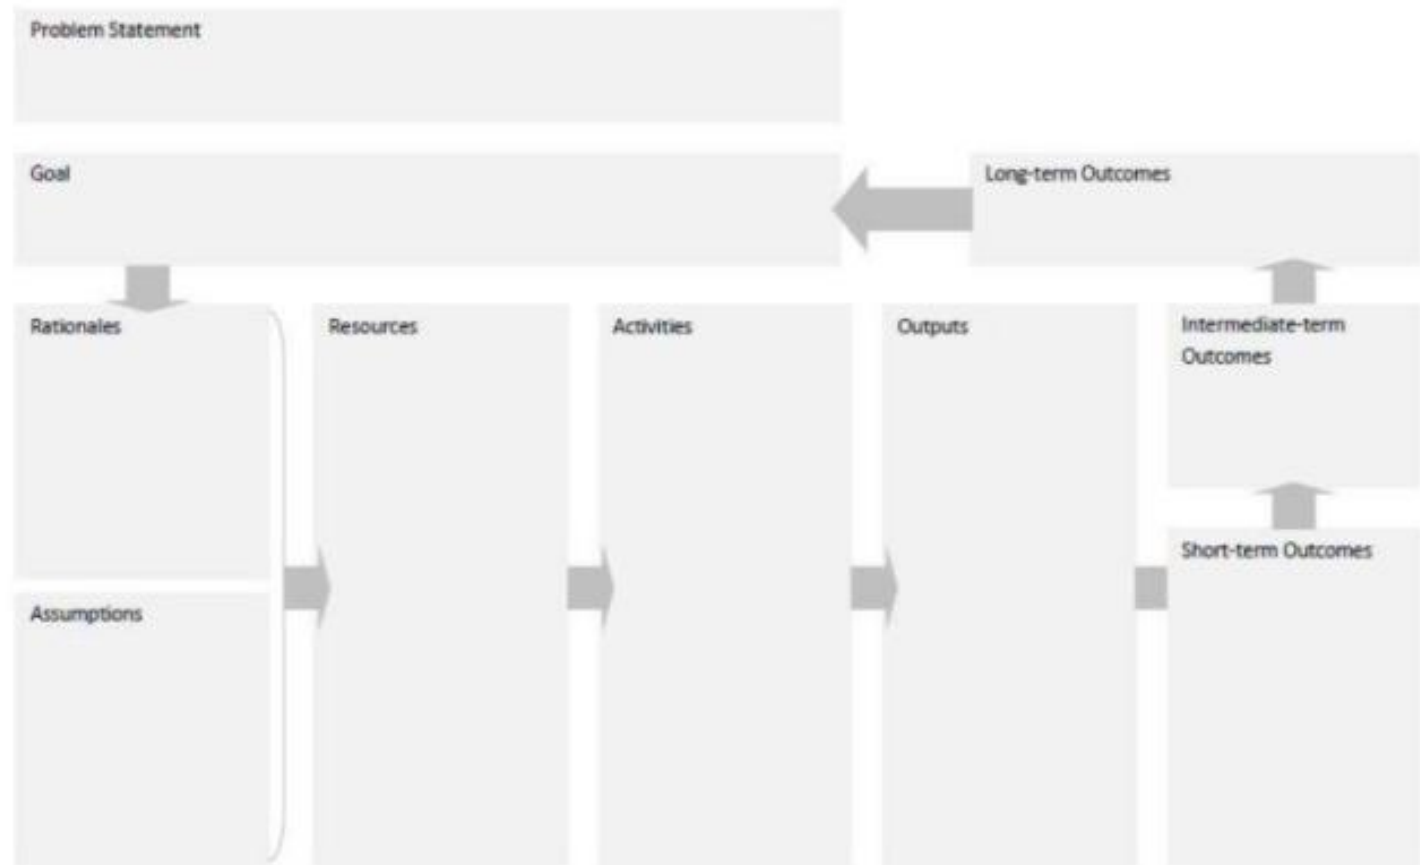 Problem Statement
Goal
Long-term Outcomes
Rationales
Resources
Activities
Outputs
Intermediate-term
Outcomes
Short-term Outcomes
Assumptions